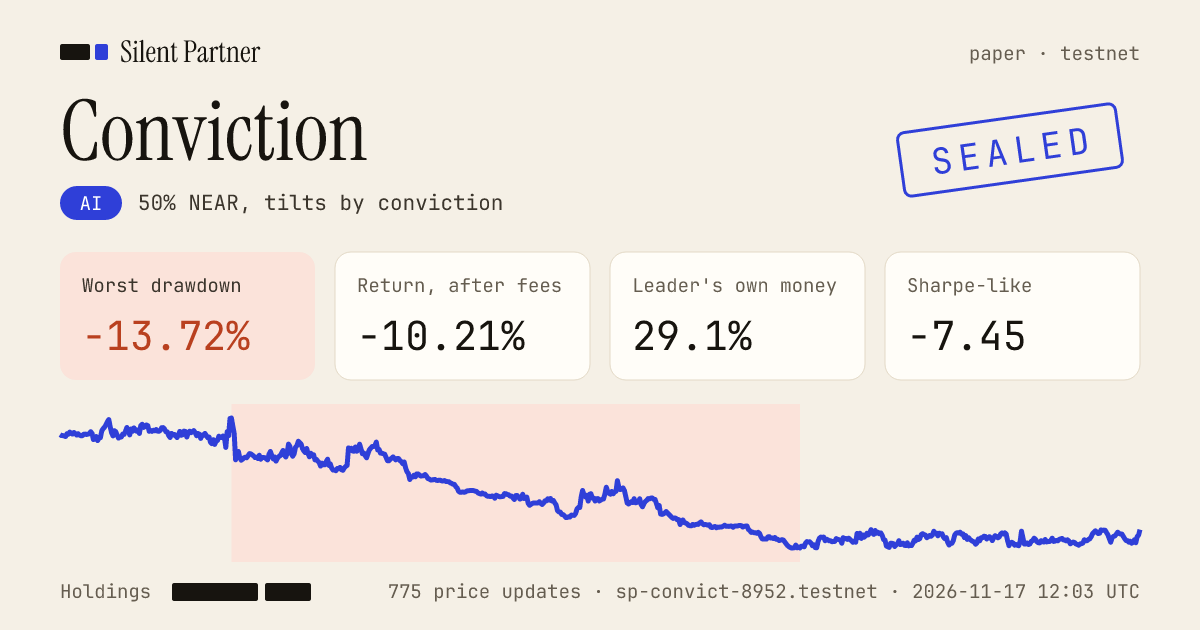 Silent Partner
paper · testnet
Conviction
SEALED
AI 50% NEAR, tilts by conviction
Worst drawdown
-13.72%
Return, after fees
-10.21%
Leader's own money
29.1%
Sharpe-like
-7.45
Holdings
775 price updates · sp-convict-8952.testnet · 2026-11-17 12:03 UTC